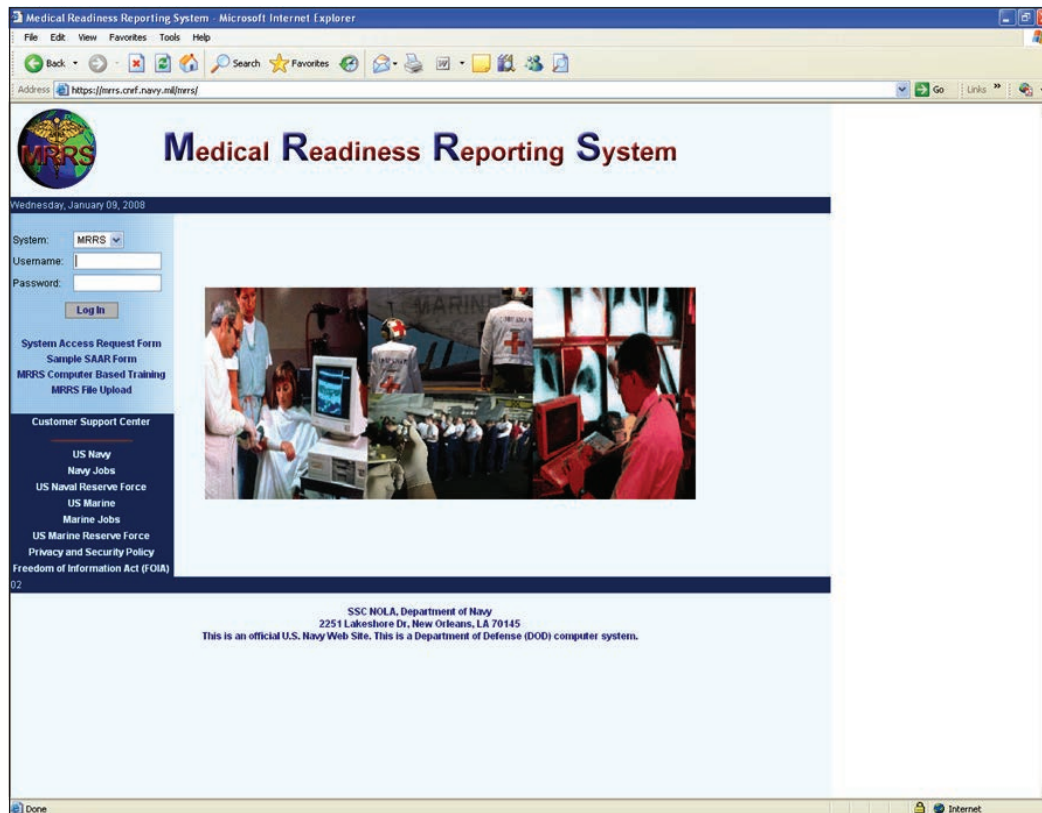 Medical Readiness Reporting System - Microsoft Internet Explorer
File Edit View Favorites Tools Help
Back Search Favorites
Address https://mrrs.cnrf.navy.mil/mrrs/ Go Links »
MRRS
Medical Readiness Reporting System
Wednesday, January 09, 2008
System: MRRS
Username:
Password:
Log In
System Access Request Form
Sample SAAR Form
MRRS Computer Based Training
MRRS File Upload
Customer Support Center
US Navy
Navy Jobs
US Naval Reserve Force
US Marine
Marine Jobs
US Marine Reserve Force
Privacy and Security Policy
Freedom of Information Act (FOIA)
MARINE
02
SSC NOLA, Department of Navy
2251 Lakeshore Dr, New Orleans, LA 70145
This is an official U.S. Navy Web Site. This is a Department of Defense (DOD) computer system.
Done Internet